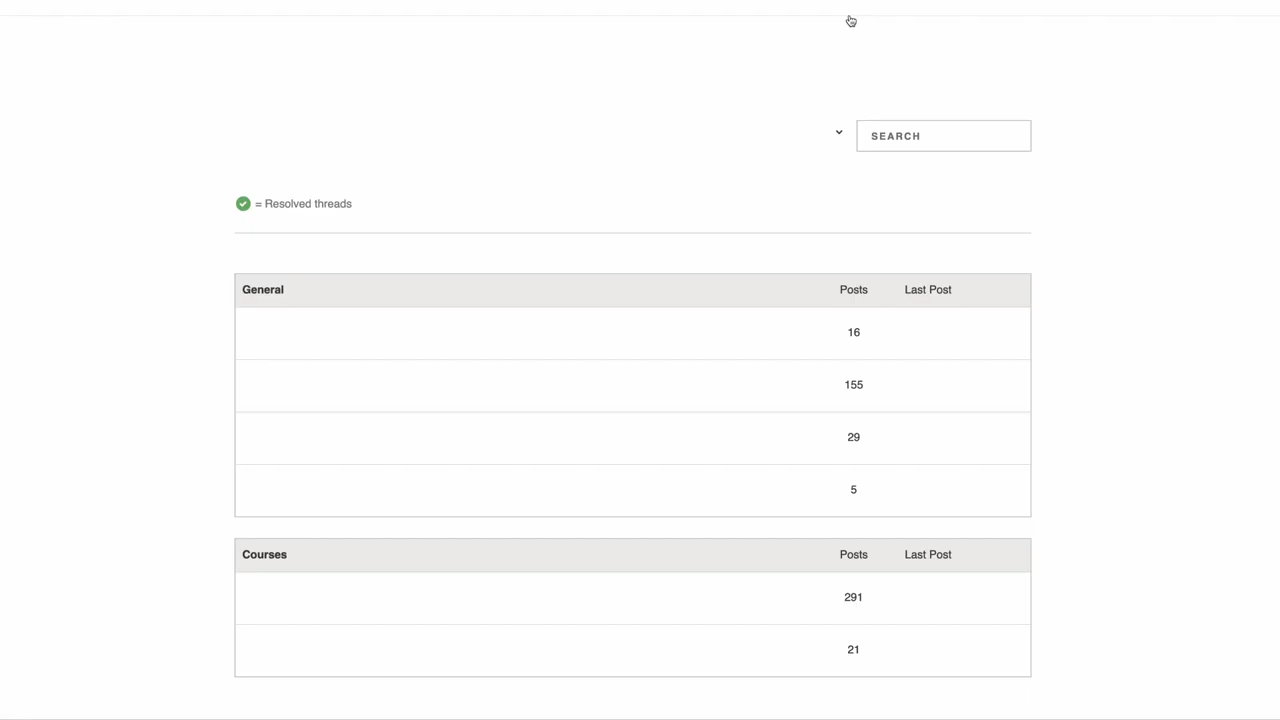 SEARCH
= Resolved threads
General Posts Last Post
16
155
29
5
Courses Posts Last Post
291
21